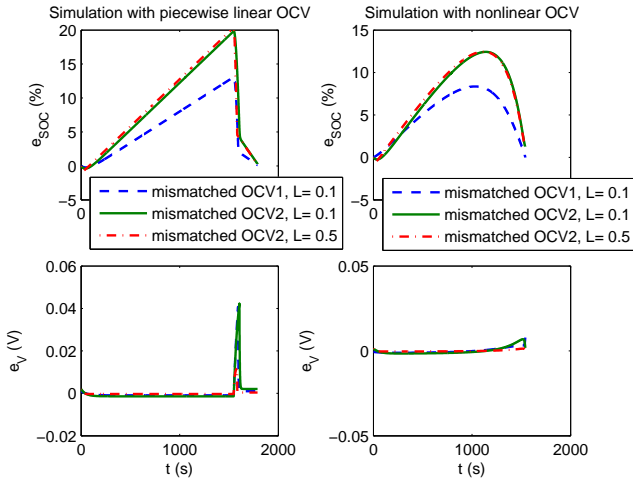 Simulation with piecewise linear OCV
20
15
10
5
0
−5
0
e_SOC (%)
mismatched OCV1, L= 0.1
mismatched OCV2, L= 0.1
mismatched OCV2, L= 0.5
Simulation with nonlinear OCV
15
10
5
0
−5
0
e_SOC (%)
mismatched OCV1, L= 0.1
mismatched OCV2, L= 0.1
mismatched OCV2, L= 0.5
0.06
0.04
0.02
0
−0.02
e_V (V)
0
1000
2000
t (s)
0.05
0
−0.05
e_V (V)
0
1000
2000
t (s)